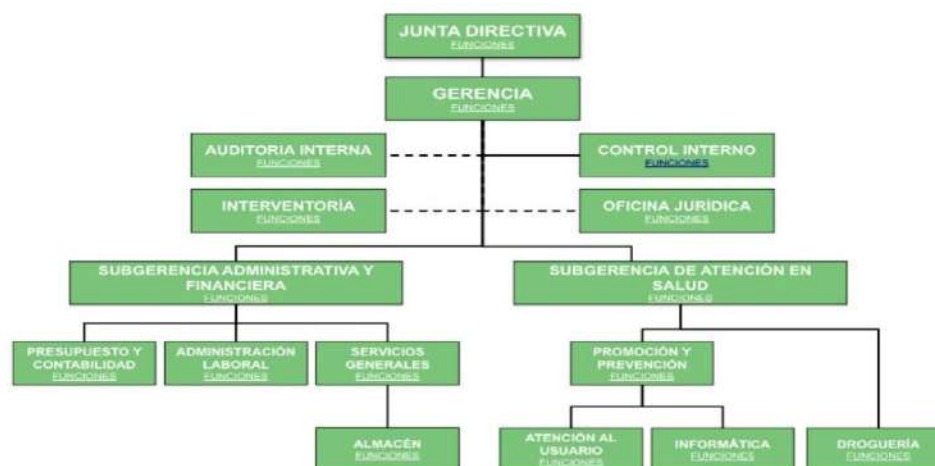 JUNTA DIRECTIVA
FUNCIONES
GERENCIA
FUNCIONES
AUDITORIA INTERNA
FUNCIONES
CONTROL INTERNO
FUNCIONES
INTERVENTORÍA
FUNCIONES
OFICINA JURÍDICA
FUNCIONES
SUBGERENCIA ADMINISTRATIVA Y
FINANCIERA
FUNCIONES
SUBGERENCIA DE ATENCIÓN EN
SALUD
FUNCIONES
PRESUPUESTO Y
CONTABILIDAD
FUNCIONES
ADMINISTRACIÓN
LABORAL
FUNCIONES
SERVICIOS
GENERALES
FUNCIONES
PROMOCIÓN Y
PREVENCIÓN
FUNCIONES
ALMACÉN
FUNCIONES
ATENCIÓN AL
USUARIO
FUNCIONES
INFORMÁTICA
FUNCIONES
DROGUERÍA
FUNCIONES